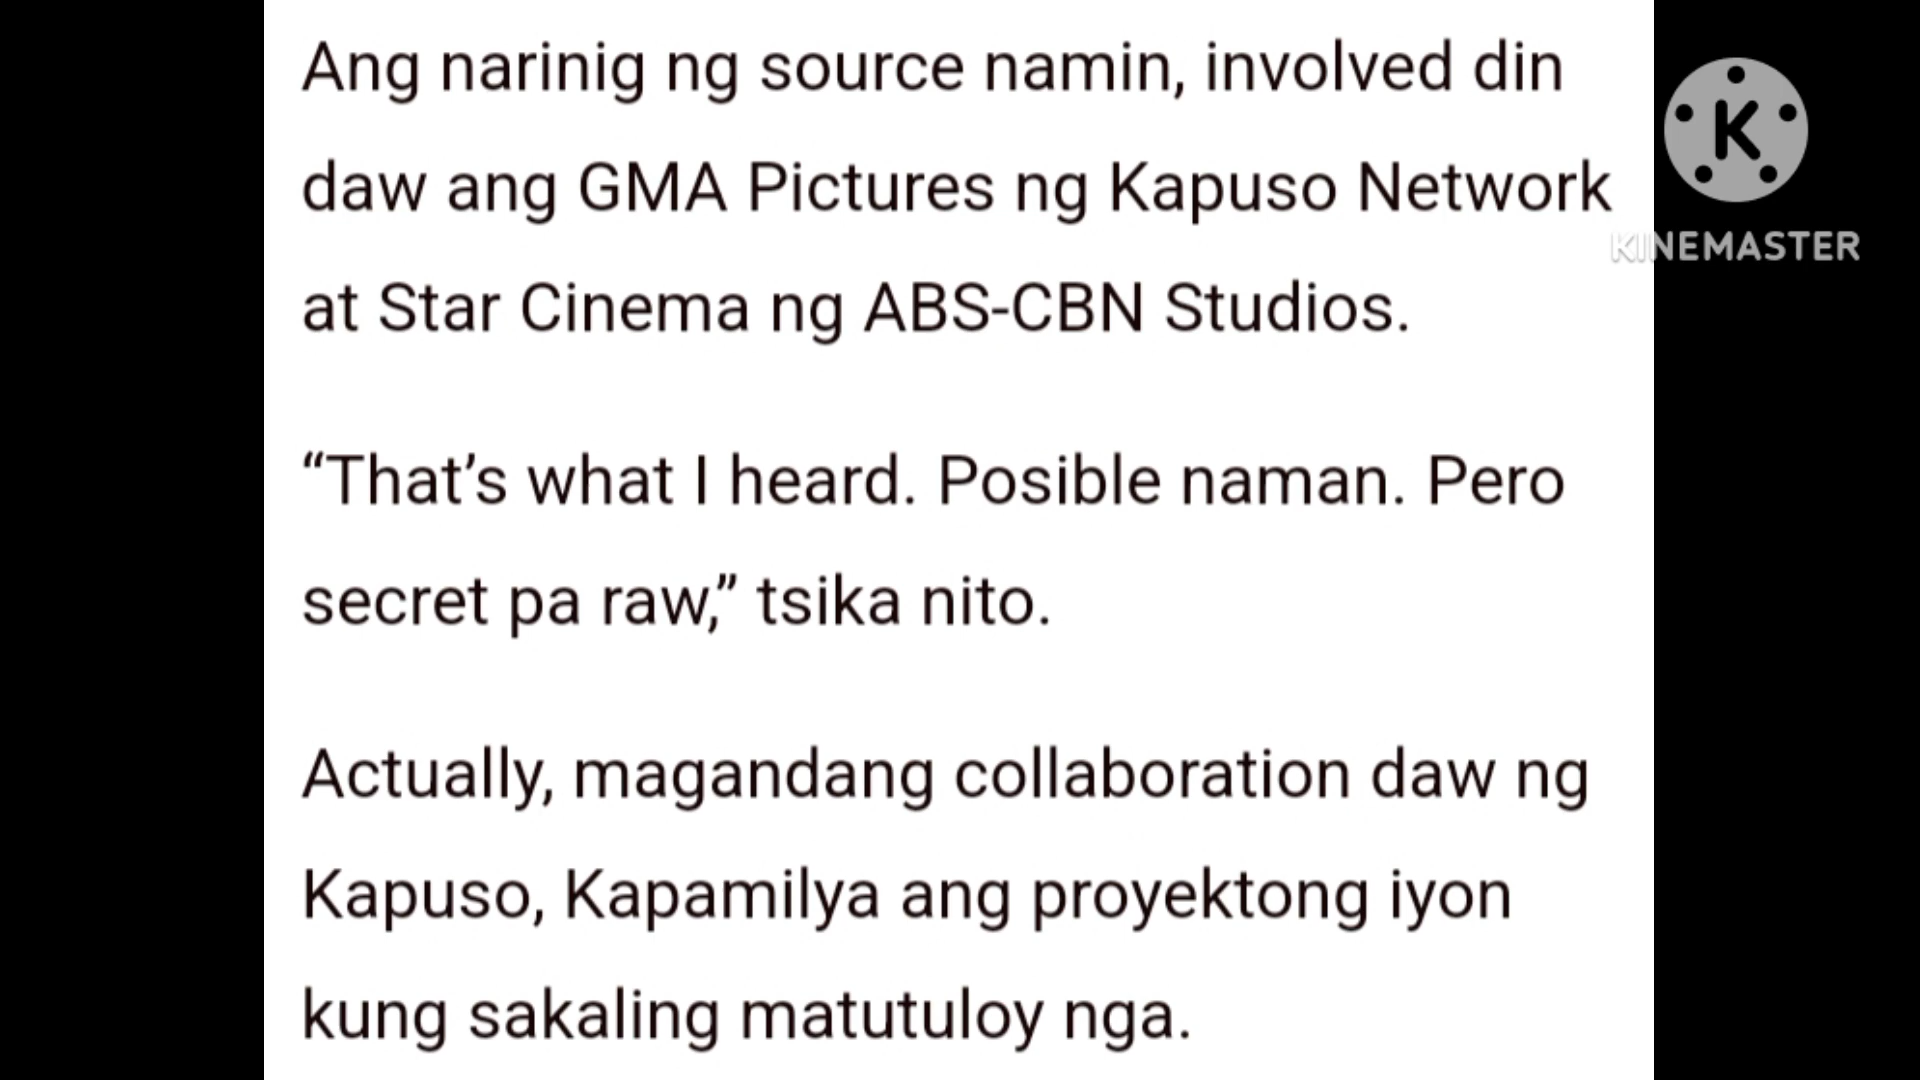 Ang narinig ng source namin, involved din
daw ang GMA Pictures ng Kapuso Network
at Star Cinema ng ABS-CBN Studios.
“That’s what I heard. Posible naman. Pero
secret pa raw,” tsika nito.
Actually, magandang collaboration daw ng
Kapuso, Kapamilya ang proyektong iyon
kung sakaling matutuloy nga.
K
KINEMASTER